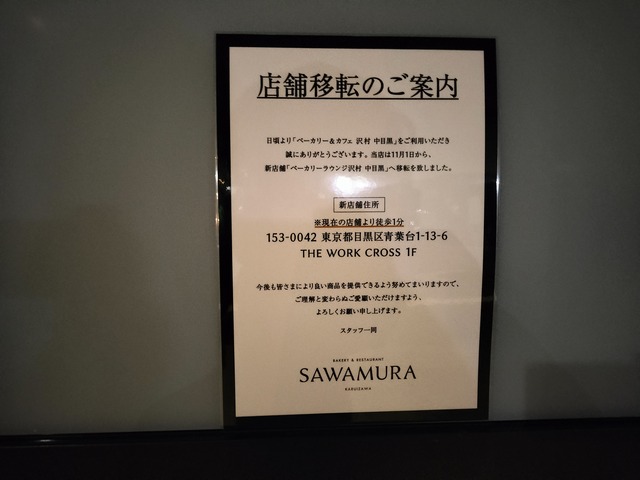 店舗移転のご案内
日頃より「ベーカリー&カフェ 沢村 中目黒」をご利用いただき
誠にありがとうございます。当店は11月1日から、
新店舗「ベーカリーラウンジ沢村 中目黒」へ移転を致しました。
新店舗住所
※現在の店舗より徒歩1分
153-0042 東京都目黒区青葉台1-13-6
THE WORK CROSS 1F
今後も皆さまにより良い商品を提供できるよう努めてまいりますので、
ご理解と変わらぬご愛顧いただけますよう、
よろしくお願い申し上げます。
スタッフ一同
BAKERY & RESTAURANT
SAWAMURA
KARUIZAWA